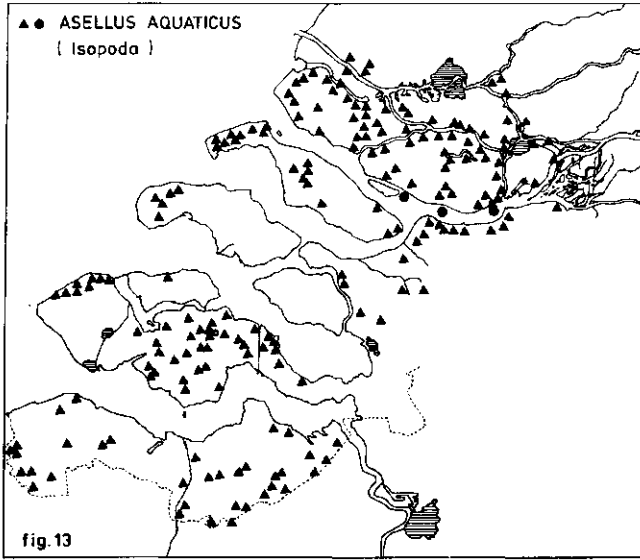 ▲ ● ASELLUS AQUATICUS
( Isopoda )
fig.13